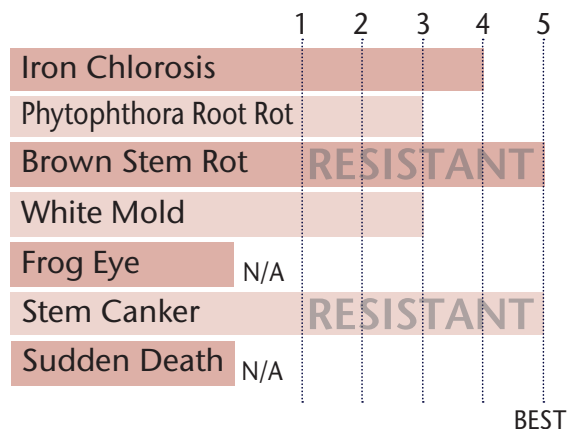 1 2 3 4 5
Iron Chlorosis
Phytophthora Root Rot
Brown Stem Rot RESISTANT
White Mold
Frog Eye N/A
Stem Canker RESISTANT
Sudden Death N/A
BEST